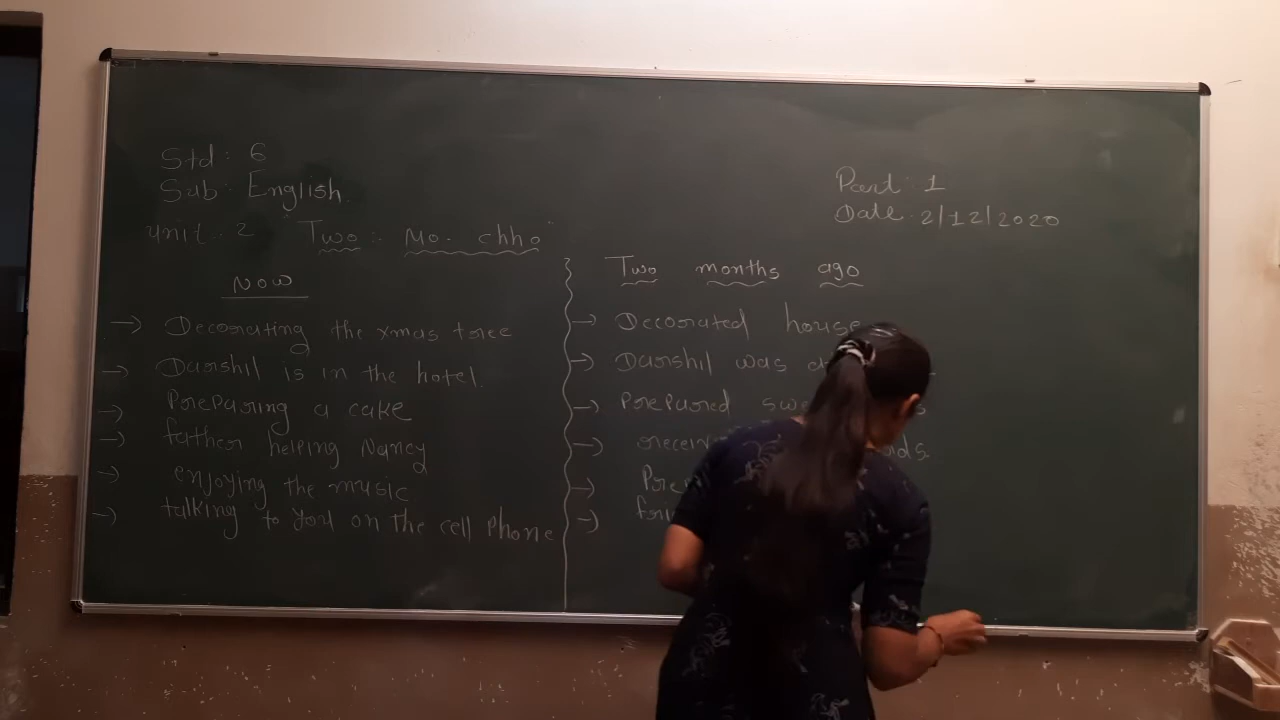 Std : 6
Sub : English.
unit : 2 "Two :- Mo. chho"
Part : 1
Date : 2/12/2020
Now
→ Decorating the xmas tree
→ Darshil is in the hotel.
→ Preparing a cake
→ father helping Nancy
→ enjoying the music
→ talking to you on the cell phone
Two months ago
→ Decorated house
→ Darshil was
→ Prepared
→
→
→